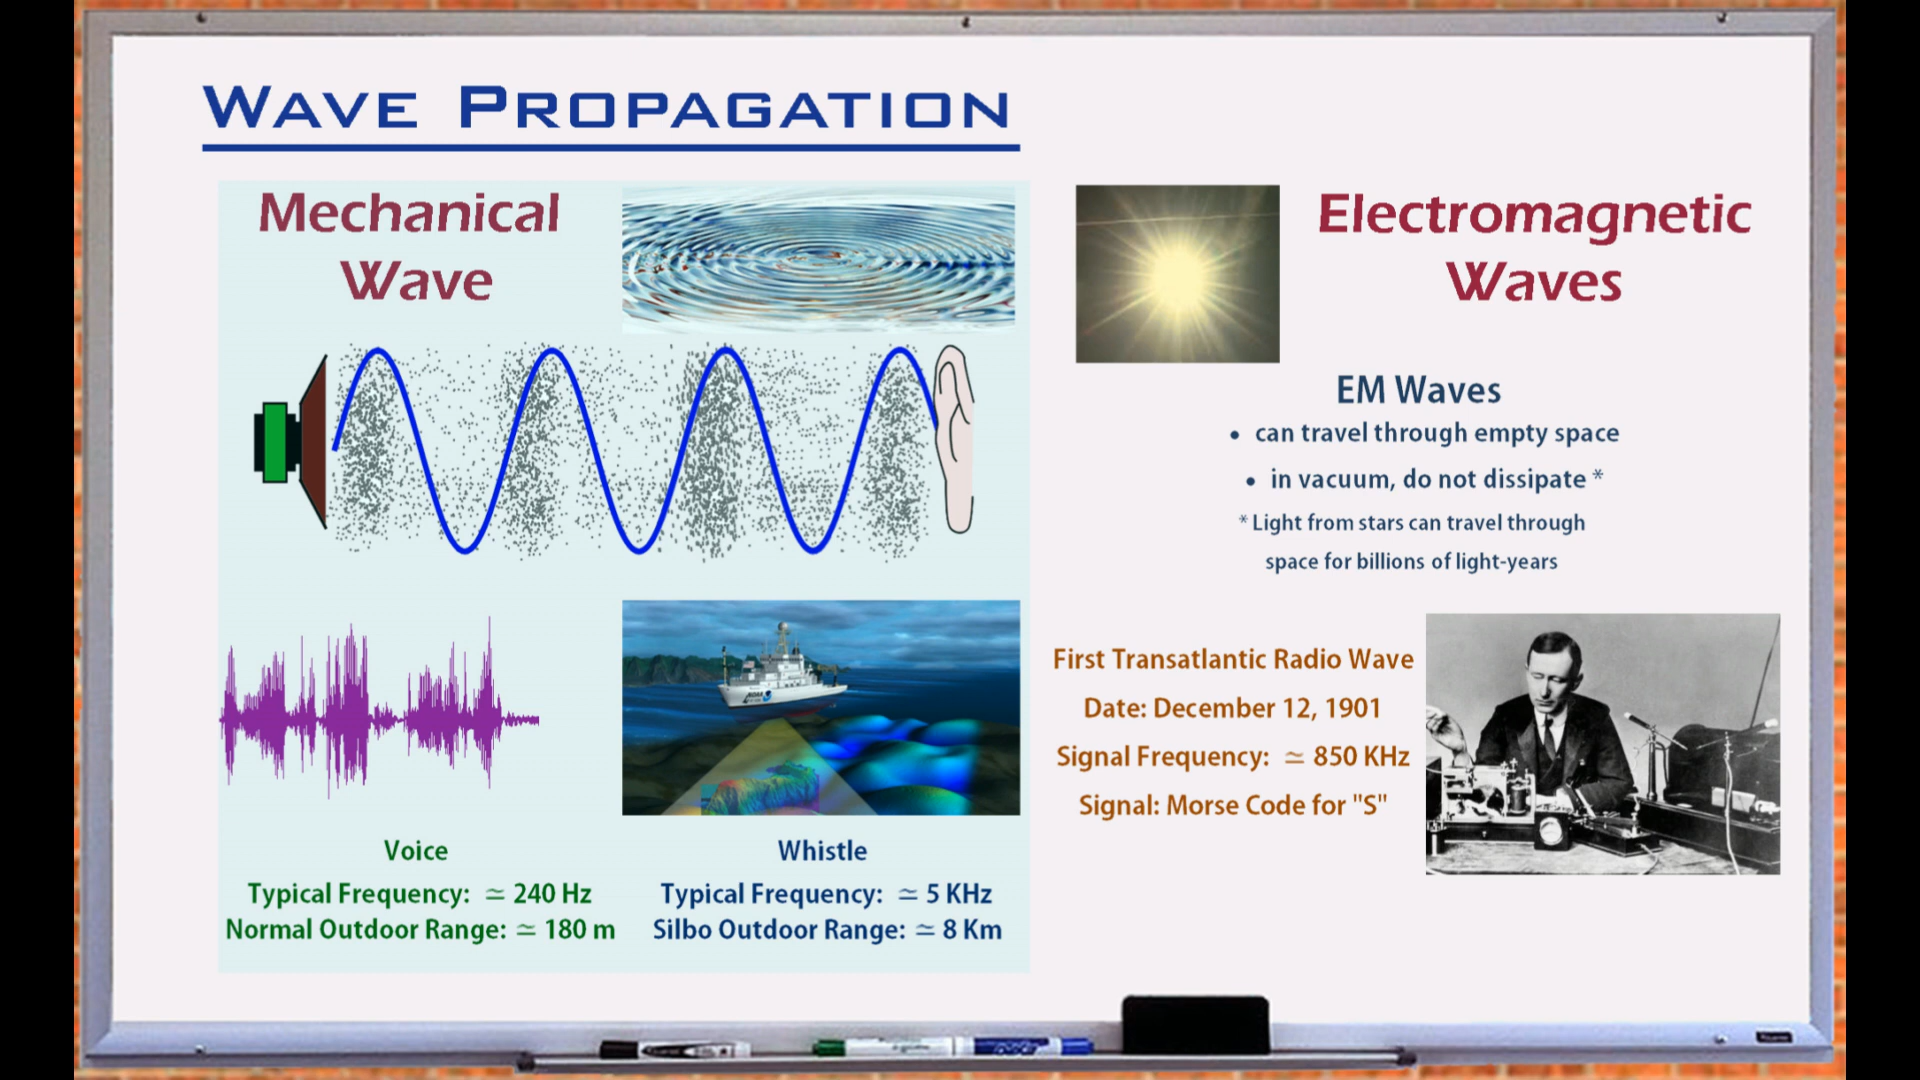 WAVE PROPAGATION
Mechanical
Wave
Voice
Typical Frequency: ≃ 240 Hz
Normal Outdoor Range: ≃ 180 m
Whistle
Typical Frequency: ≃ 5 KHz
Silbo Outdoor Range: ≃ 8 Km
Electromagnetic
Waves
EM Waves
• can travel through empty space
• in vacuum, do not dissipate *
* Light from stars can travel through
space for billions of light-years
First Transatlantic Radio Wave
Date: December 12, 1901
Signal Frequency: ≃ 850 KHz
Signal: Morse Code for "S"